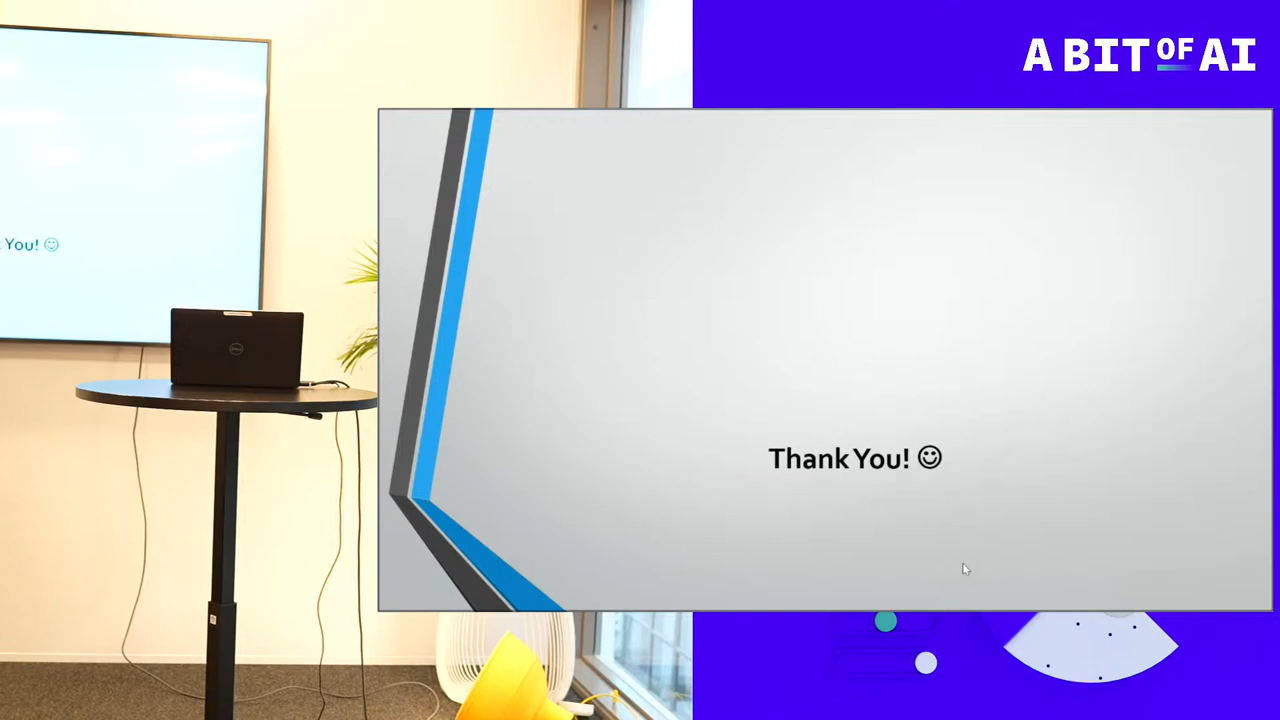 A BIT OF AI
You! ☺
Thank You! ☺